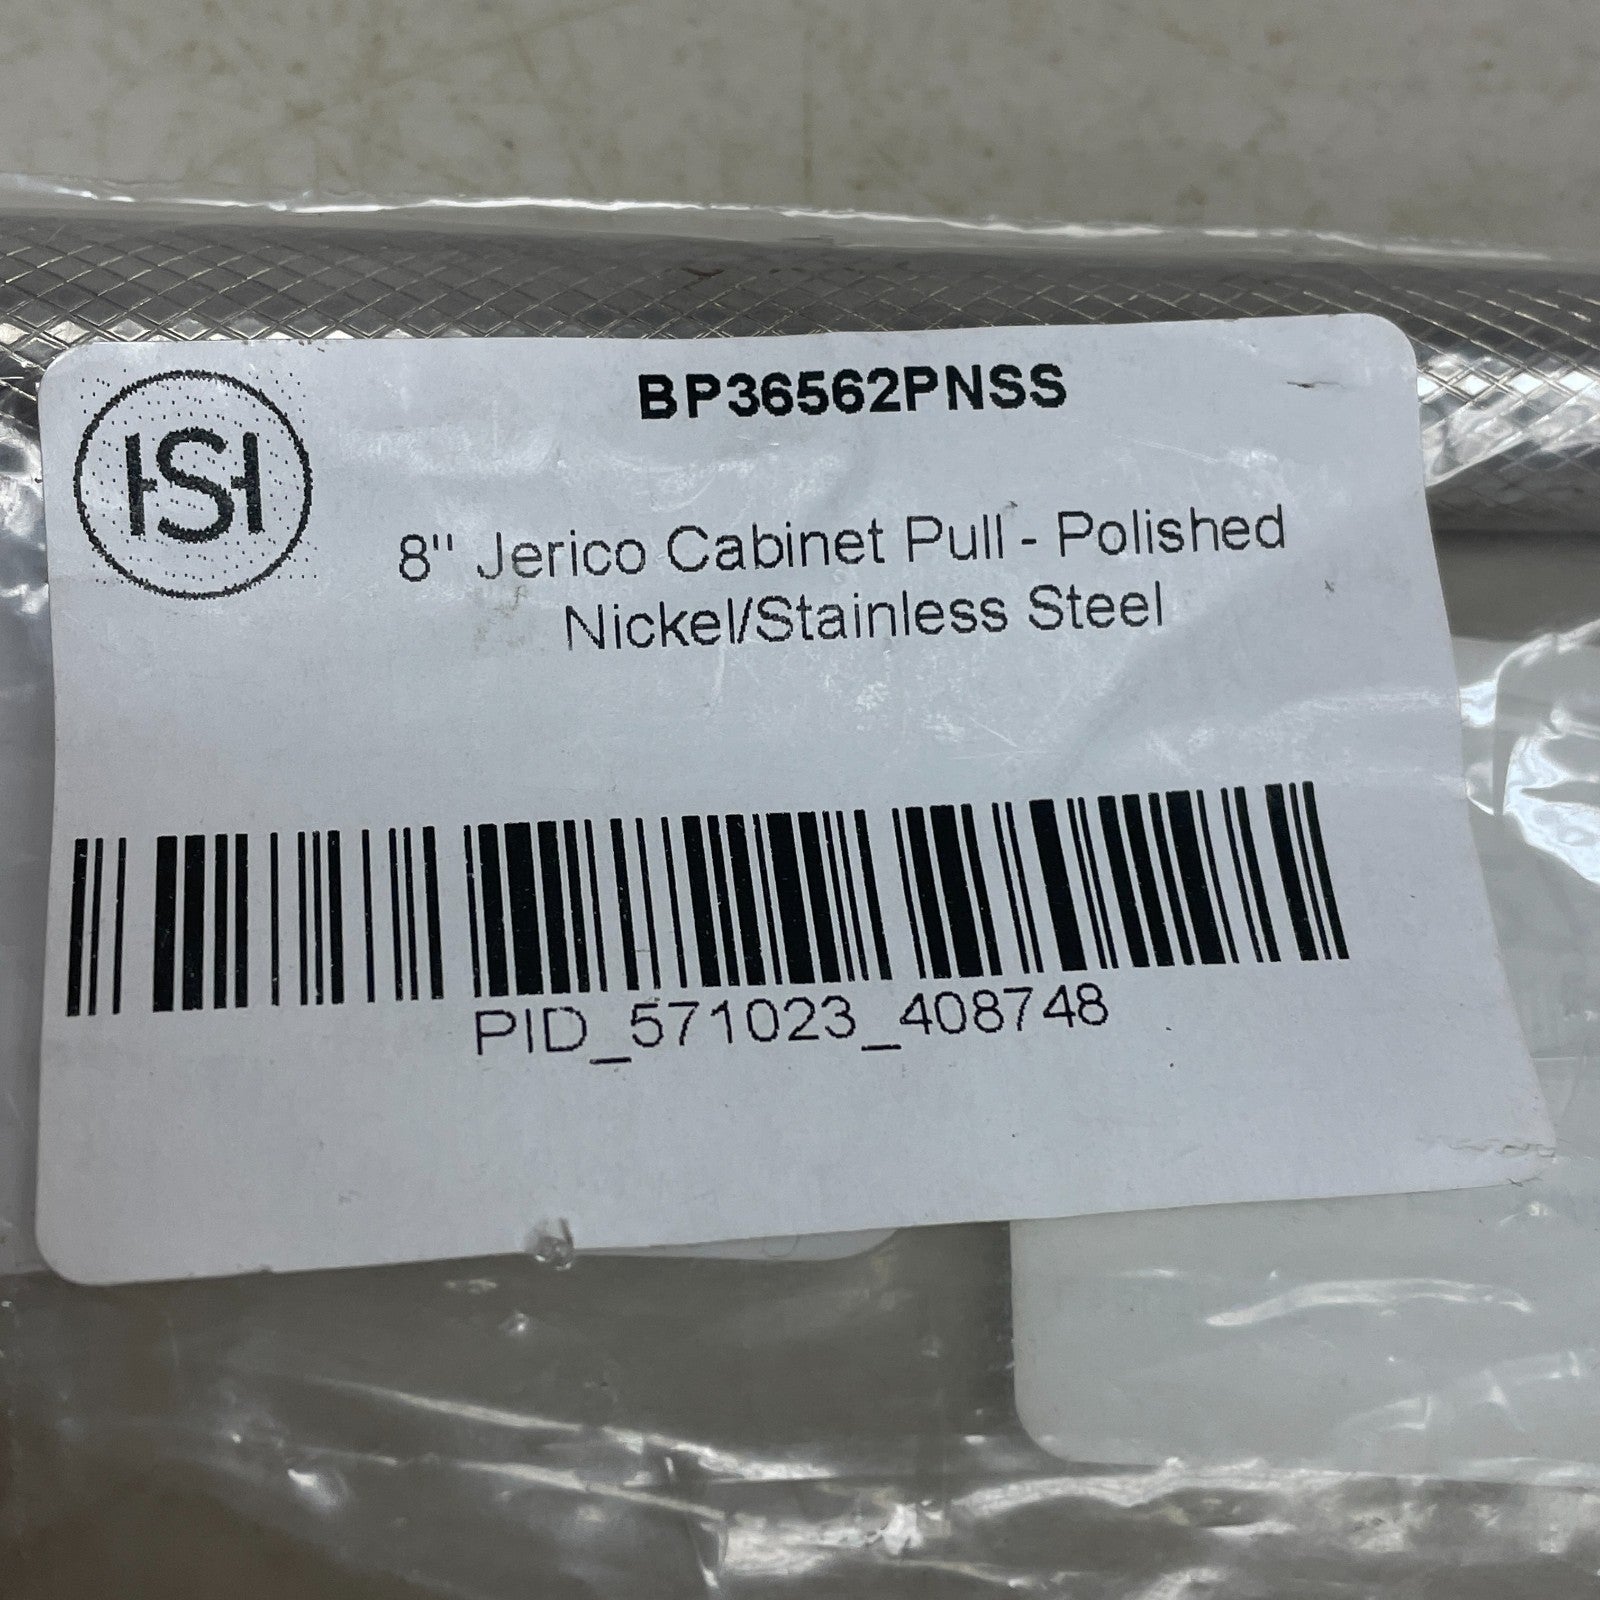 HSH
BP36562PNSS
8" Jerico Cabinet Pull - Polished
Nickel/Stainless Steel
PID_571023_408748